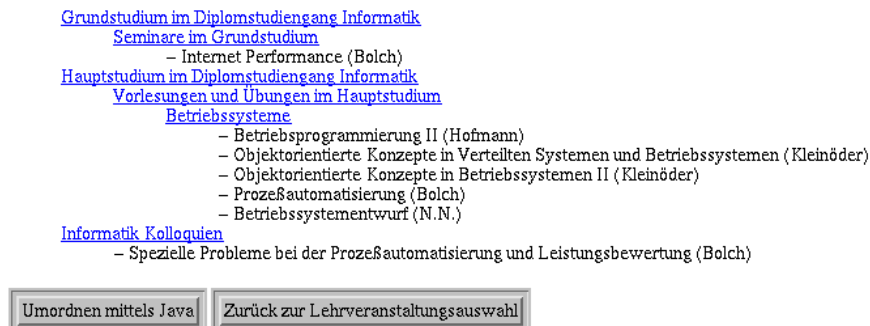 Grundstudium im Diplomstudiengang Informatik
Seminare im Grundstudium
– Internet Performance (Bolch)
Hauptstudium im Diplomstudiengang Informatik
Vorlesungen und Übungen im Hauptstudium
Betriebssysteme
– Betriebsprogrammierung II (Hofmann)
– Objektorientierte Konzepte in Verteilten Systemen und Betriebssystemen (Kleinöder)
– Objektorientierte Konzepte in Betriebssystemen II (Kleinöder)
– Prozeßautomatisierung (Bolch)
– Betriebssystementwurf (N.N.)
Informatik Kolloquien
– Spezielle Probleme bei der Prozeßautomatisierung und Leistungsbewertung (Bolch)
Umordnen mittels Java Zurück zur Lehrveranstaltungsauswahl